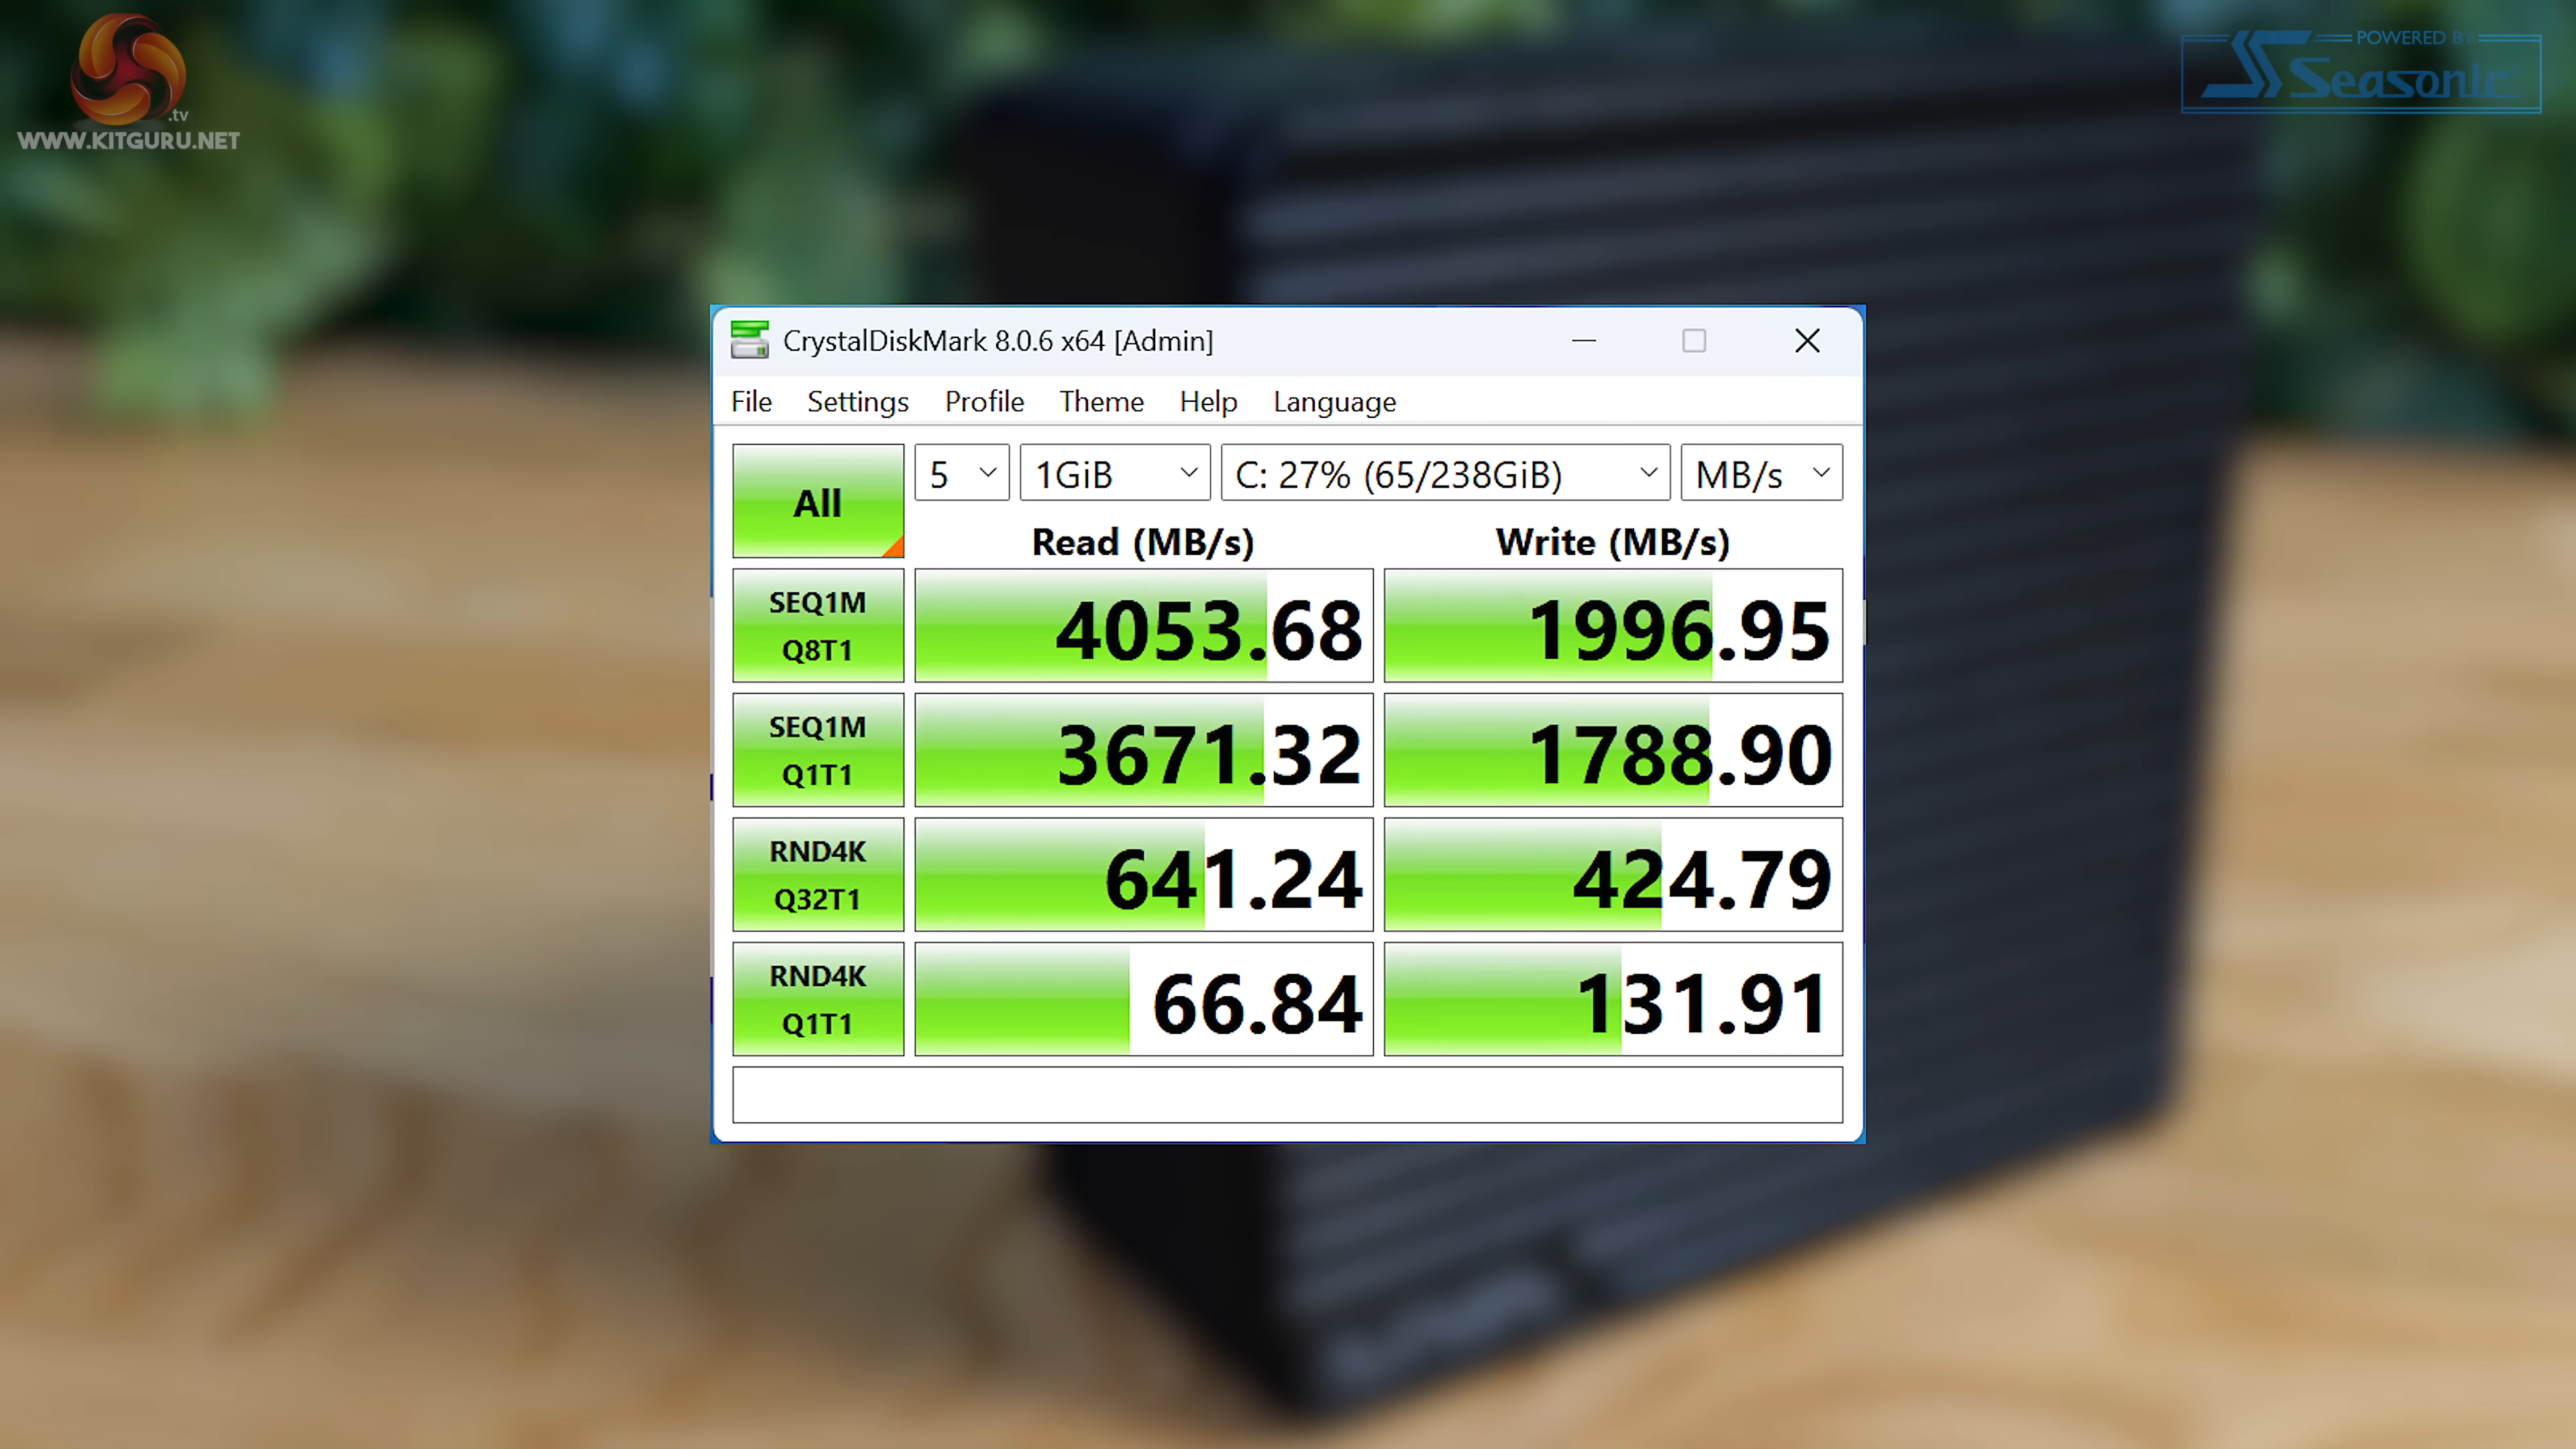 .tv
WWW.KITGURU.NET
POWERED BY
Seasonic
CrystalDiskMark 8.0.6 x64 [Admin]
File Settings Profile Theme Help Language
All 5 1GiB C: 27% (65/238GiB) MB/s
Read (MB/s) Write (MB/s)
SEQ1M
Q8T1
4053.68 1996.95
SEQ1M
Q1T1
3671.32 1788.90
RND4K
Q32T1
641.24 424.79
RND4K
Q1T1
66.84 131.91